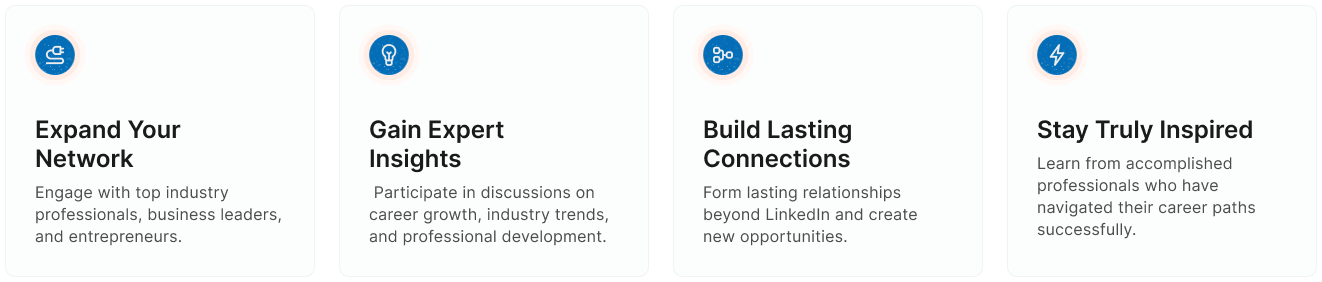 Expand Your
Network
Engage with top industry
professionals, business leaders,
and entrepreneurs.
Gain Expert
Insights
Participate in discussions on
career growth, industry trends,
and professional development.
Build Lasting
Connections
Form lasting relationships
beyond LinkedIn and create
new opportunities.
Stay Truly Inspired
Learn from accomplished
professionals who have
navigated their career paths
successfully.